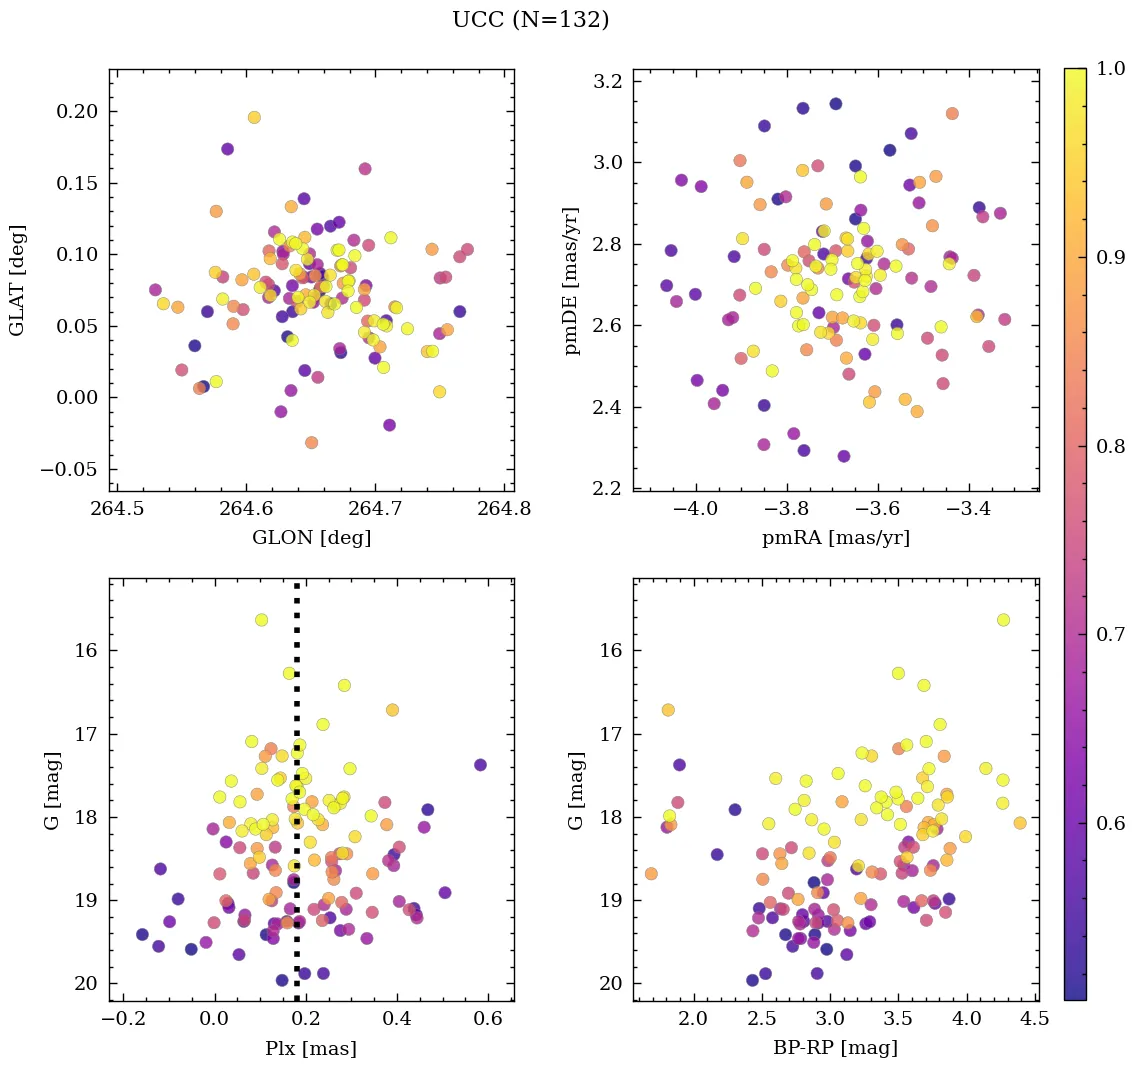 UCC (N=132)
0.20
0.15
0.10
0.05
0.00
−0.05
GLAT [deg]
264.5 264.6 264.7 264.8
GLON [deg]
3.2
3.0
2.8
2.6
2.4
2.2
pmDE [mas/yr]
−4.0 −3.8 −3.6 −3.4
pmRA [mas/yr]
16
17
18
19
20
G [mag]
−0.2 0.0 0.2 0.4 0.6
Plx [mas]
16
17
18
19
20
G [mag]
2.0 2.5 3.0 3.5 4.0 4.5
BP-RP [mag]
1.0
0.9
0.8
0.7
0.6